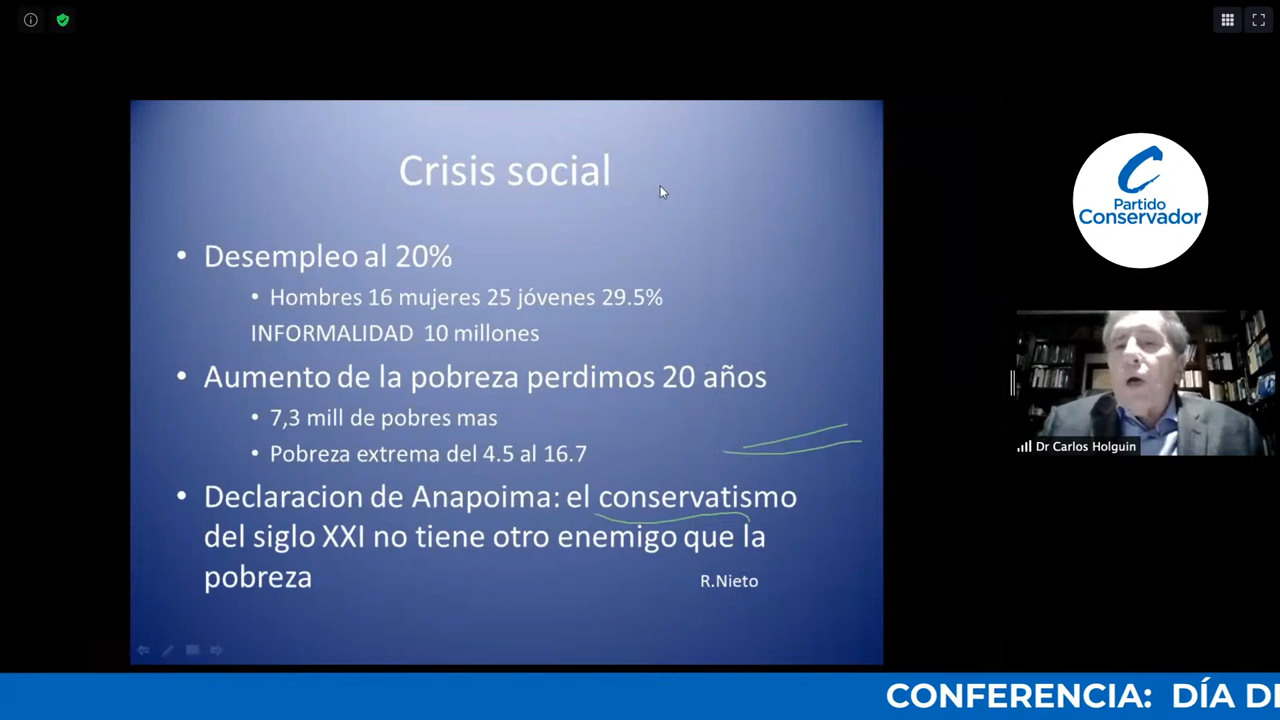 Crisis social
• Desempleo al 20%
• Hombres 16 mujeres 25 jóvenes 29.5%
INFORMALIDAD 10 millones
• Aumento de la pobreza perdimos 20 años
• 7,3 mill de pobres mas
• Pobreza extrema del 4.5 al 16.7
• Declaracion de Anapoima: el conservatismo
del siglo XXI no tiene otro enemigo que la
pobreza
R.Nieto
Partido
Conservador
Dr Carlos Holguin
CONFERENCIA: DÍA DE